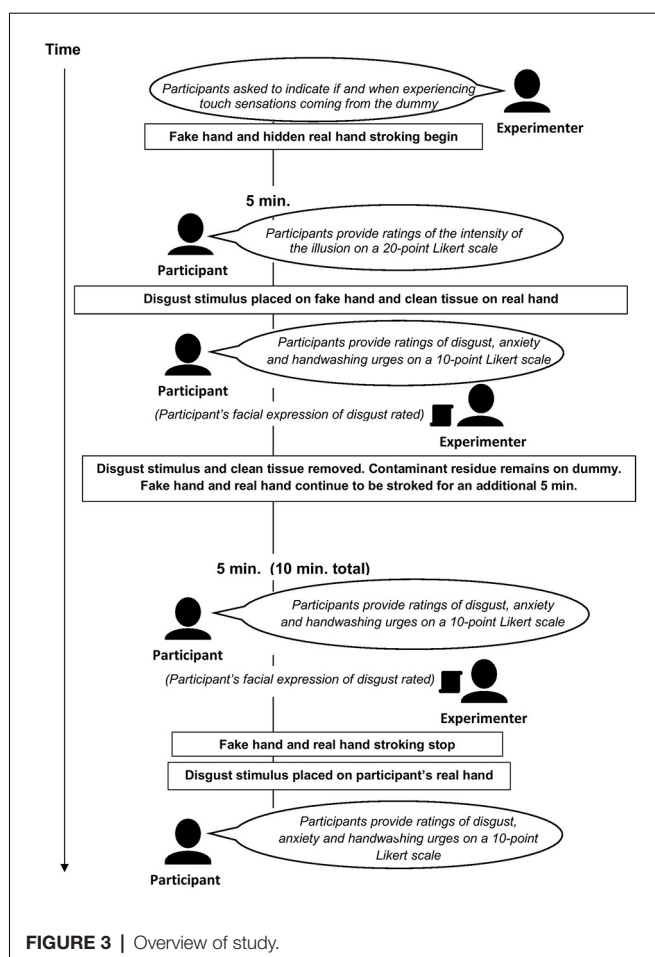 Time
Participants asked to indicate if and when experiencing
touch sensations coming from the dummy
Experimenter
Fake hand and hidden real hand stroking begin
5 min.
Participants provide ratings of the intensity of
the illusion on a 20-point Likert scale
Participant
Disgust stimulus placed on fake hand and clean tissue on real hand
Participants provide ratings of disgust, anxiety
and handwashing urges on a 10-point Likert scale
Participant
(Participant's facial expression of disgust rated)
Experimenter
Disgust stimulus and clean tissue removed. Contaminant residue remains on dummy.
Fake hand and real hand continue to be stroked for an additional 5 min.
5 min. (10 min. total)
Participants provide ratings of disgust, anxiety
and handwashing urges on a 10-point Likert scale
Participant
(Participant's facial expression of disgust rated)
Experimenter
Fake hand and real hand stroking stop
Disgust stimulus placed on participant's real hand
Participants provide ratings of disgust,
anxiety and handwashing urges on a 10-point
Likert scale
Participant
FIGURE 3 | Overview of study.